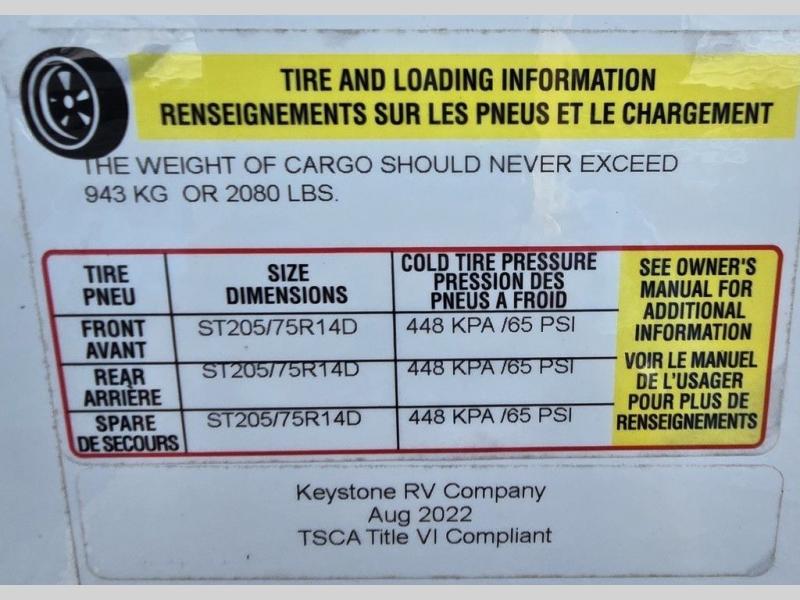 TIRE AND LOADING INFORMATION
RENSEIGNEMENTS SUR LES PNEUS ET LE CHARGEMENT
THE WEIGHT OF CARGO SHOULD NEVER EXCEED
943 KG OR 2080 LBS.
TIRE
PNEU
SIZE
DIMENSIONS
COLD TIRE PRESSURE
PRESSION DES
PNEUS A FROID
FRONT
AVANT
ST205/75R14D
448 KPA /65 PSI
REAR
ARRIÈRE
ST205/75R14D
448 KPA /65 PSI
SPARE
DE SECOURS
ST205/75R14D
448 KPA /65 PSI
SEE OWNER'S
MANUAL FOR
ADDITIONAL
INFORMATION
VOIR LE MANUEL
DE L'USAGER
POUR PLUS DE
RENSEIGNEMENTS
Keystone RV Company
Aug 2022
TSCA Title VI Compliant